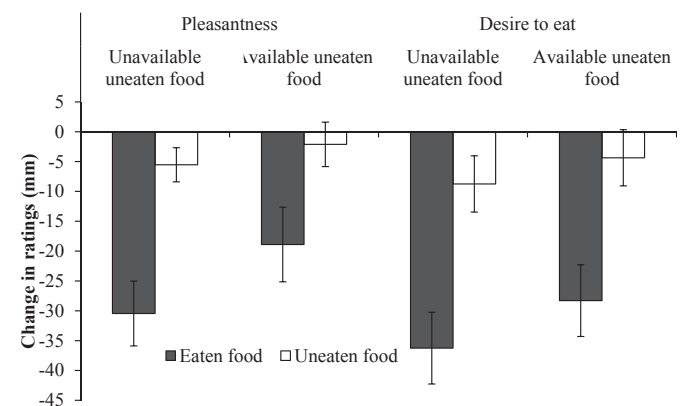 Pleasantness
Desire to eat
Unavailable
uneaten food
Available uneaten
food
Unavailable
uneaten food
Available uneaten
food
Change in ratings (mm)
5
0
-5
-10
-15
-20
-25
-30
-35
-40
-45
Eaten food
Uneaten food